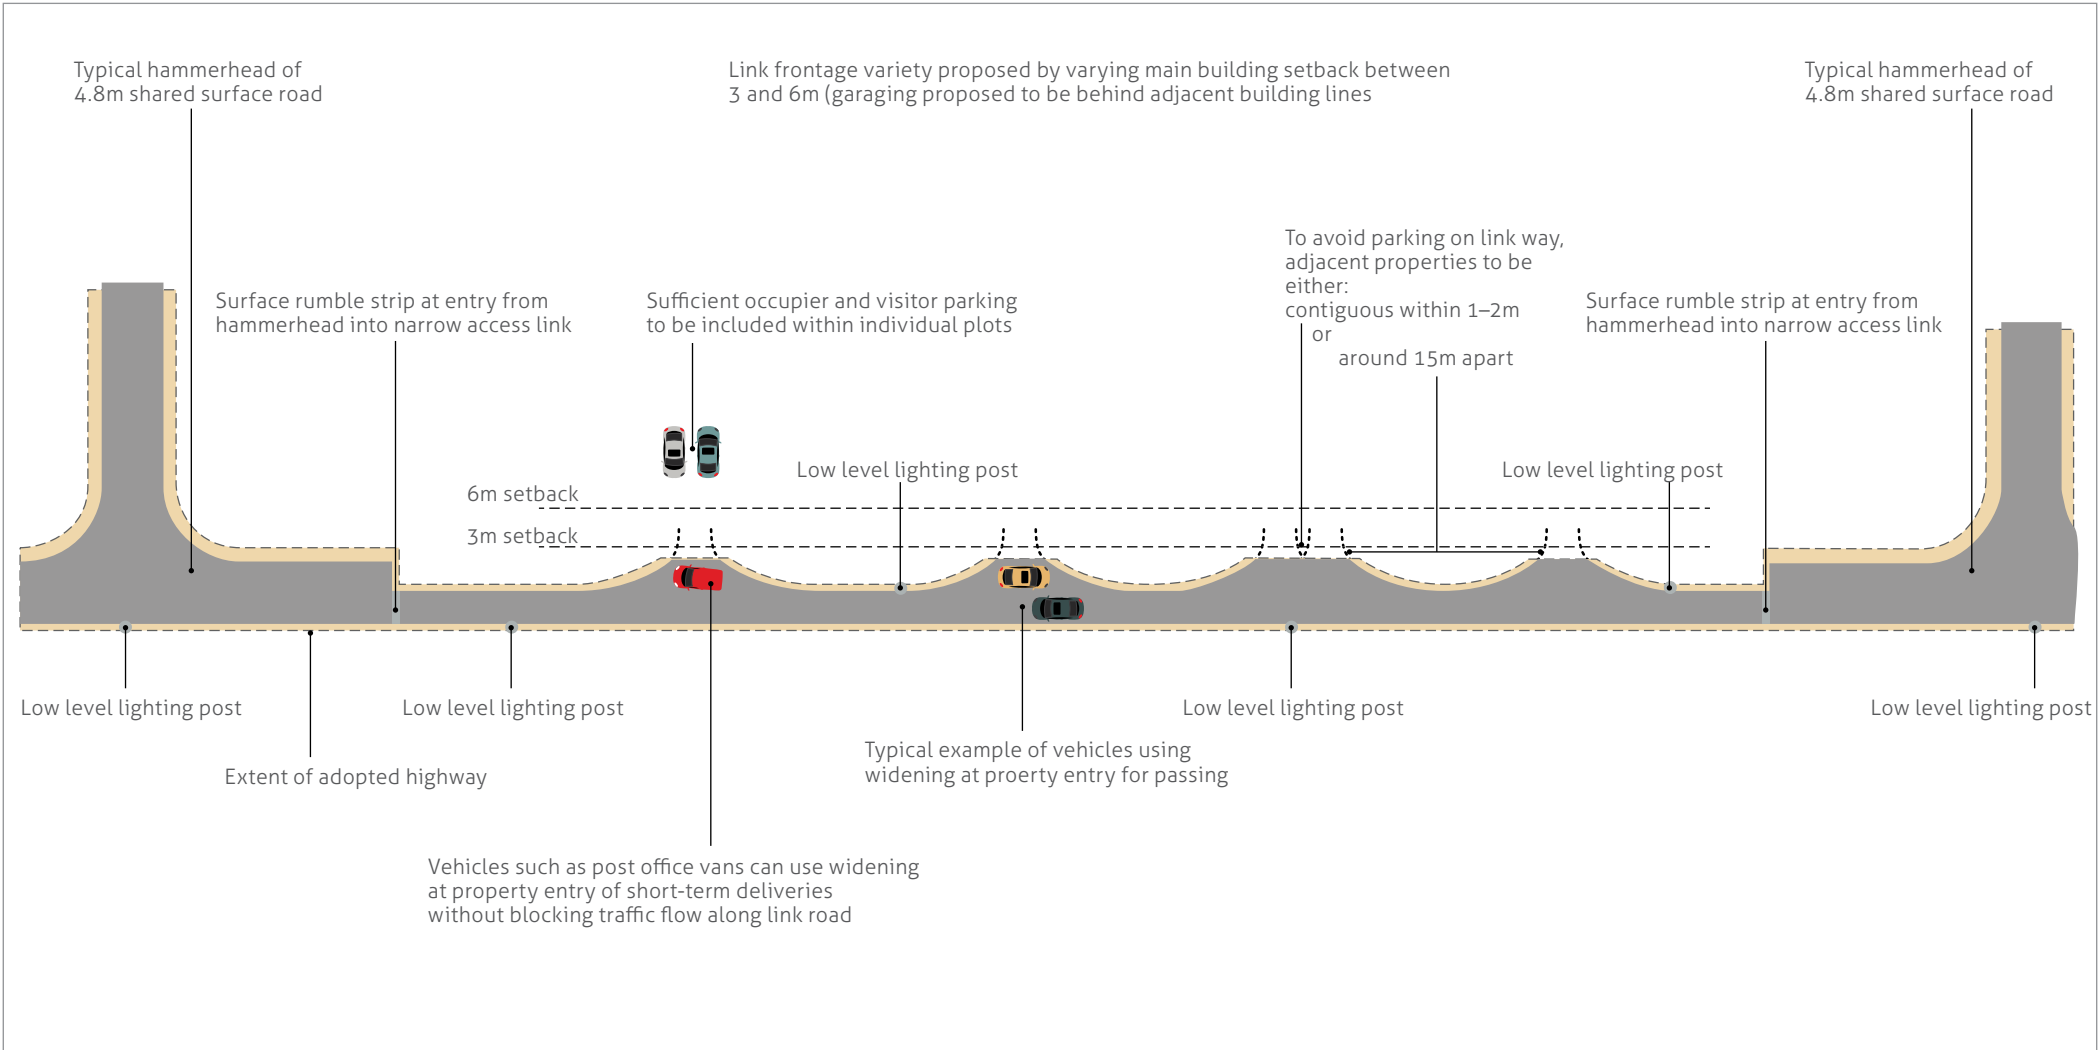 Typical hammerhead of
4.8m shared surface road
Link frontage variety proposed by varying main building setback between
3 and 6m (garaging proposed to be behind adjacent building lines
Typical hammerhead of
4.8m shared surface road
To avoid parking on link way,
adjacent properties to be
either:
contiguous within 1–2m
or
around 15m apart
Surface rumble strip at entry from
hammerhead into narrow access link
Sufficient occupier and visitor parking
to be included within individual plots
Surface rumble strip at entry from
hammerhead into narrow access link
Low level lighting post
Low level lighting post
6m setback
3m setback
Low level lighting post
Low level lighting post
Low level lighting post
Low level lighting post
Typical example of vehicles using
widening at proerty entry for passing
Extent of adopted highway
Vehicles such as post office vans can use widening
at property entry of short-term deliveries
without blocking traffic flow along link road